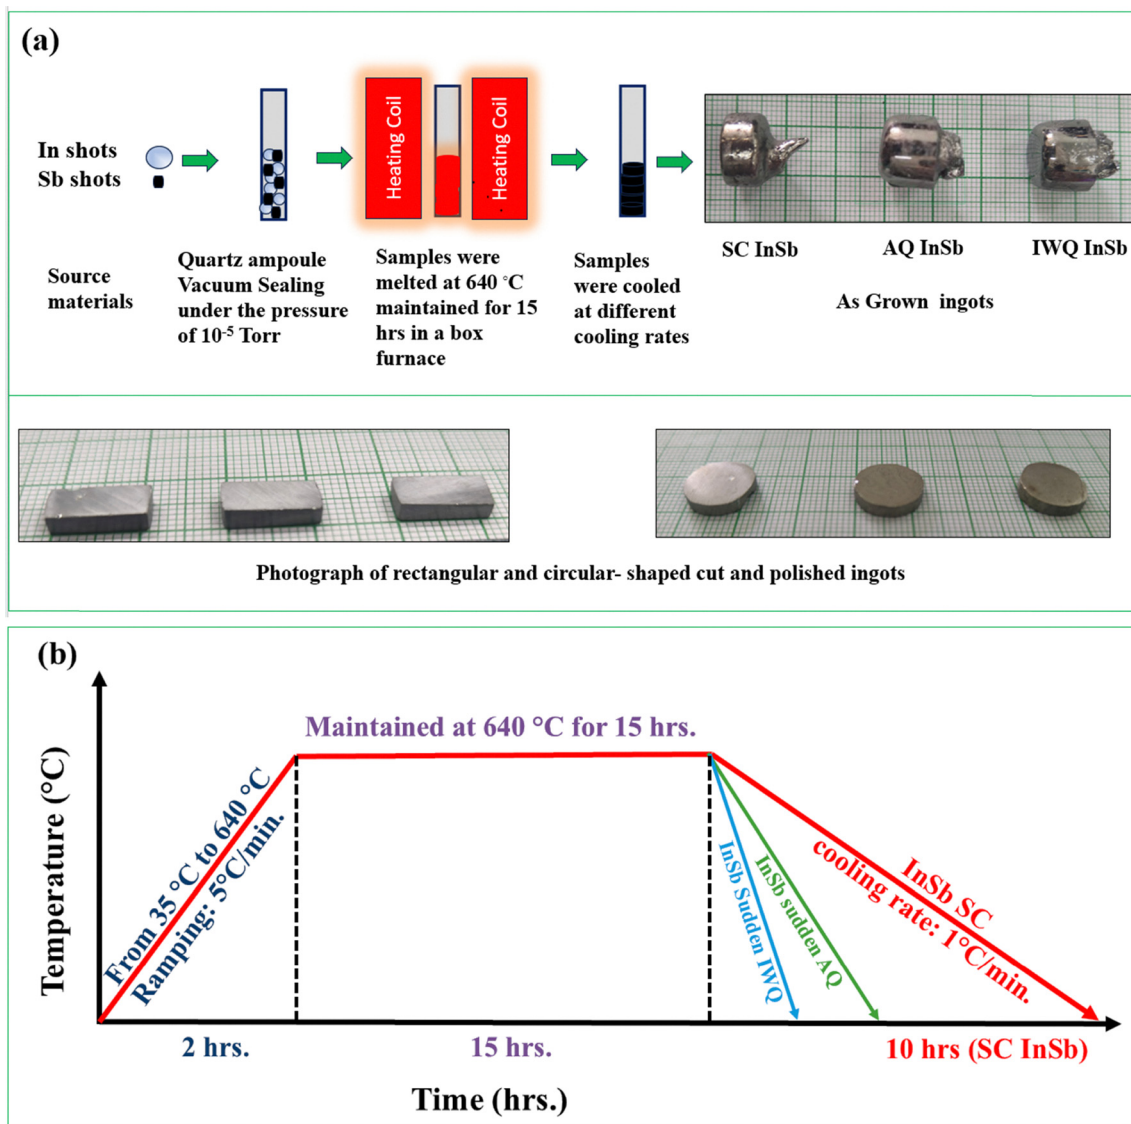 (a)
In shots
Sb shots
Source
materials
Quartz ampoule
Vacuum Sealing
under the pressure
of 10-5 Torr
Heating Coil
Heating Coil
Samples were
melted at 640 °C
maintained for 15
hrs in a box
furnace
Samples
were cooled
at different
cooling rates
SC InSb
AQ InSb
IWQ InSb
As Grown ingots
Photograph of rectangular and circular- shaped cut and polished ingots
(b)
Temperature (°C)
From 35 °C to 640 °C
Ramping: 5°C/min.
Maintained at 640 °C for 15 hrs.
InSb Sudden IWQ
InSb sudden AQ
InSb SC
cooling rate: 1°C/min.
2 hrs.
15 hrs.
10 hrs (SC InSb)
Time (hrs.)